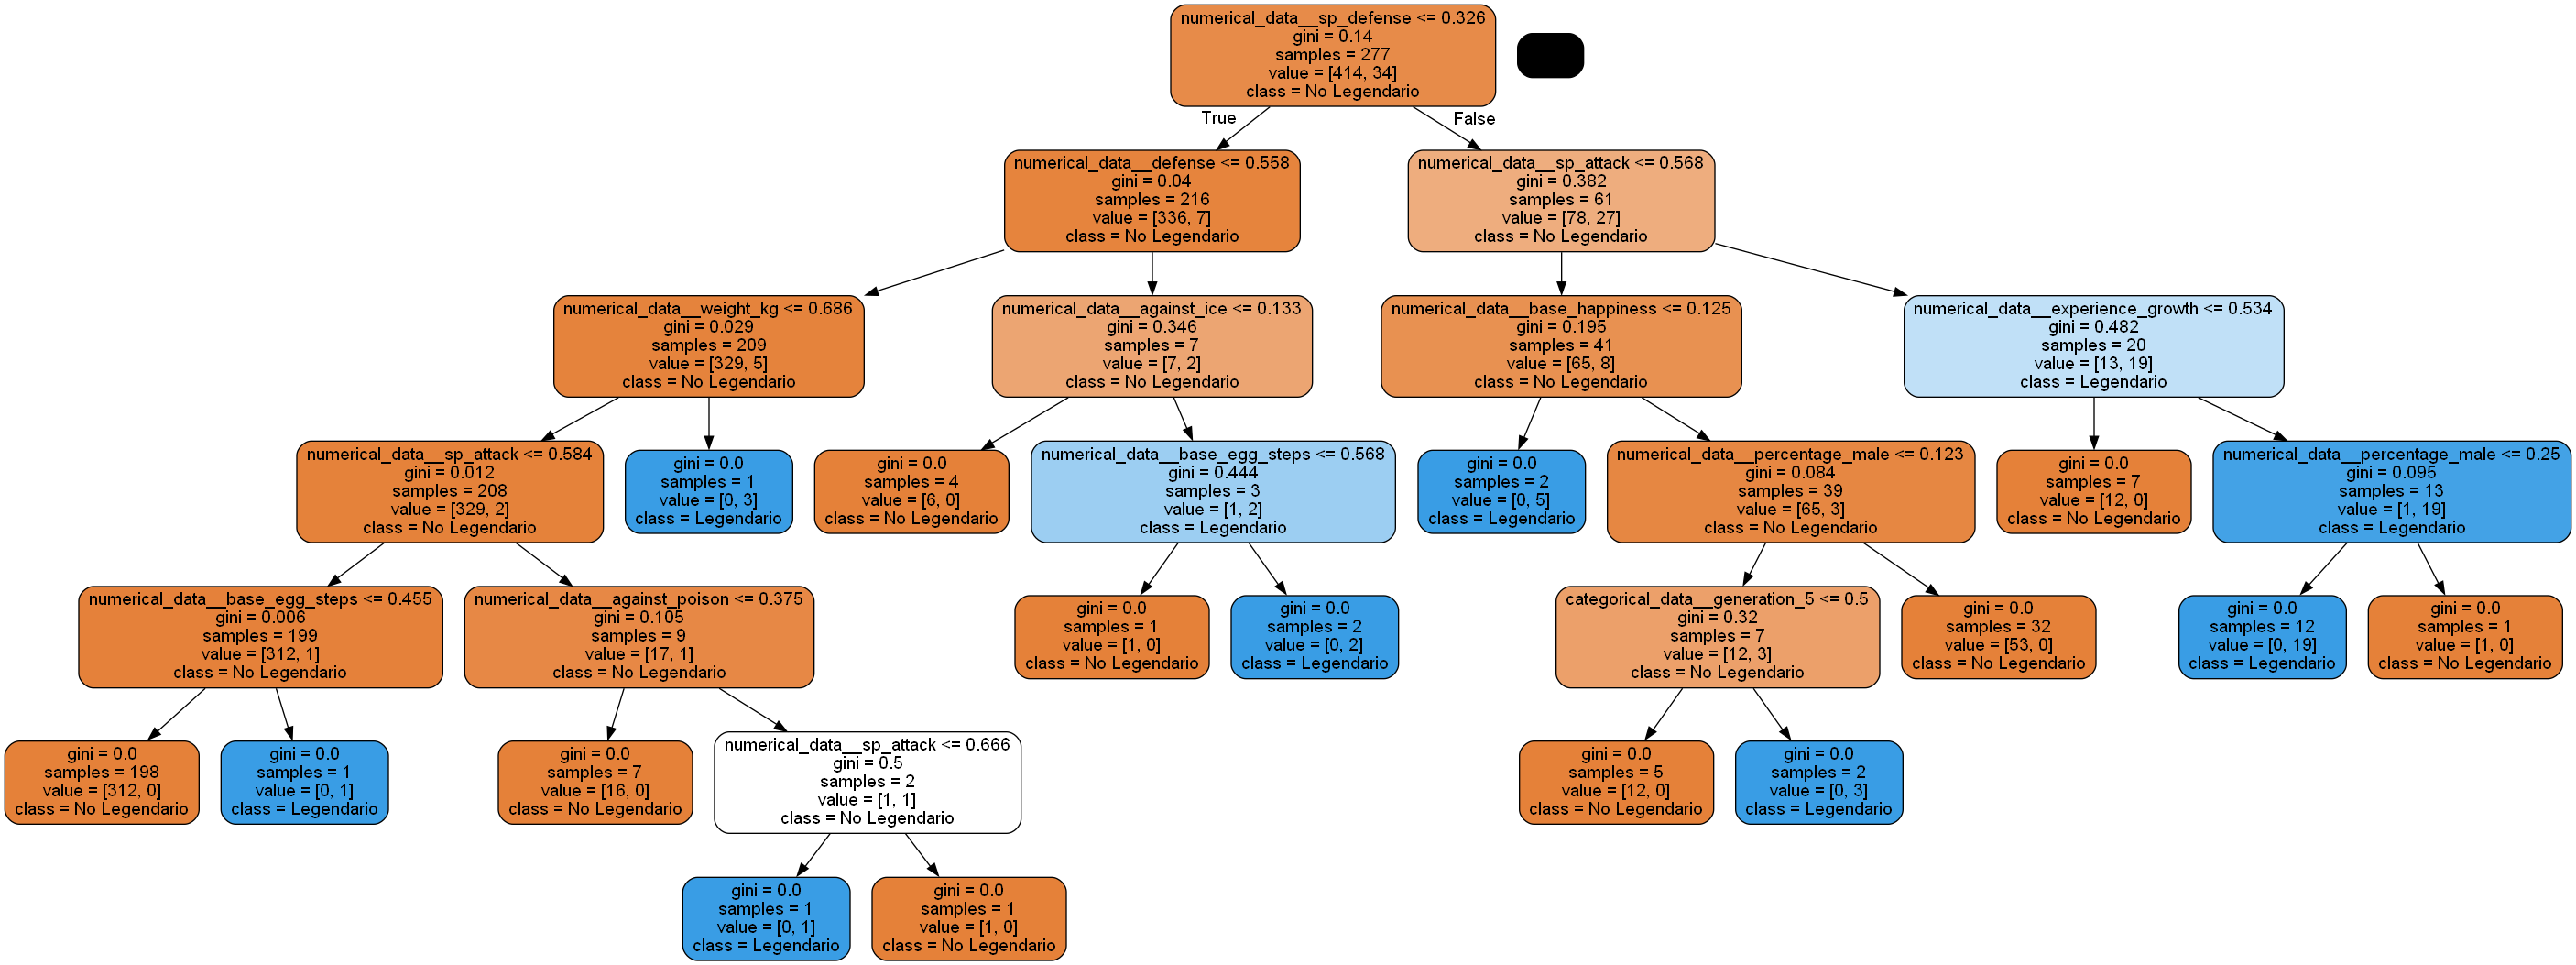 numerical_data__sp_defense <= 0.326
gini = 0.14
samples = 277
value = [414, 34]
class = No Legendario
True
False
numerical_data__defense <= 0.558
gini = 0.04
samples = 216
value = [336, 7]
class = No Legendario
numerical_data__sp_attack <= 0.568
gini = 0.382
samples = 61
value = [78, 27]
class = No Legendario
numerical_data__weight_kg <= 0.686
gini = 0.029
samples = 209
value = [329, 5]
class = No Legendario
numerical_data__against_ice <= 0.133
gini = 0.346
samples = 7
value = [7, 2]
class = No Legendario
numerical_data__base_happiness <= 0.125
gini = 0.195
samples = 41
value = [65, 8]
class = No Legendario
numerical_data__experience_growth <= 0.534
gini = 0.482
samples = 20
value = [13, 19]
class = Legendario
numerical_data__sp_attack <= 0.584
gini = 0.012
samples = 208
value = [329, 2]
class = No Legendario
gini = 0.0
samples = 1
value = [0, 3]
class = Legendario
gini = 0.0
samples = 4
value = [6, 0]
class = No Legendario
numerical_data__base_egg_steps <= 0.568
gini = 0.444
samples = 3
value = [1, 2]
class = Legendario
gini = 0.0
samples = 2
value = [0, 5]
class = Legendario
numerical_data__percentage_male <= 0.123
gini = 0.084
samples = 39
value = [65, 3]
class = No Legendario
gini = 0.0
samples = 7
value = [12, 0]
class = No Legendario
numerical_data__percentage_male <= 0.25
gini = 0.095
samples = 13
value = [1, 19]
class = Legendario
numerical_data__base_egg_steps <= 0.455
gini = 0.006
samples = 199
value = [312, 1]
class = No Legendario
numerical_data__against_poison <= 0.375
gini = 0.105
samples = 9
value = [17, 1]
class = No Legendario
gini = 0.0
samples = 1
value = [1, 0]
class = No Legendario
gini = 0.0
samples = 2
value = [0, 2]
class = Legendario
categorical_data__generation_5 <= 0.5
gini = 0.32
samples = 7
value = [12, 3]
class = No Legendario
gini = 0.0
samples = 32
value = [53, 0]
class = No Legendario
gini = 0.0
samples = 12
value = [0, 19]
class = Legendario
gini = 0.0
samples = 1
value = [1, 0]
class = No Legendario
gini = 0.0
samples = 198
value = [312, 0]
class = No Legendario
gini = 0.0
samples = 1
value = [0, 1]
class = Legendario
gini = 0.0
samples = 7
value = [16, 0]
class = No Legendario
numerical_data__sp_attack <= 0.666
gini = 0.5
samples = 2
value = [1, 1]
class = No Legendario
gini = 0.0
samples = 5
value = [12, 0]
class = No Legendario
gini = 0.0
samples = 2
value = [0, 3]
class = Legendario
gini = 0.0
samples = 1
value = [0, 1]
class = Legendario
gini = 0.0
samples = 1
value = [1, 0]
class = No Legendario